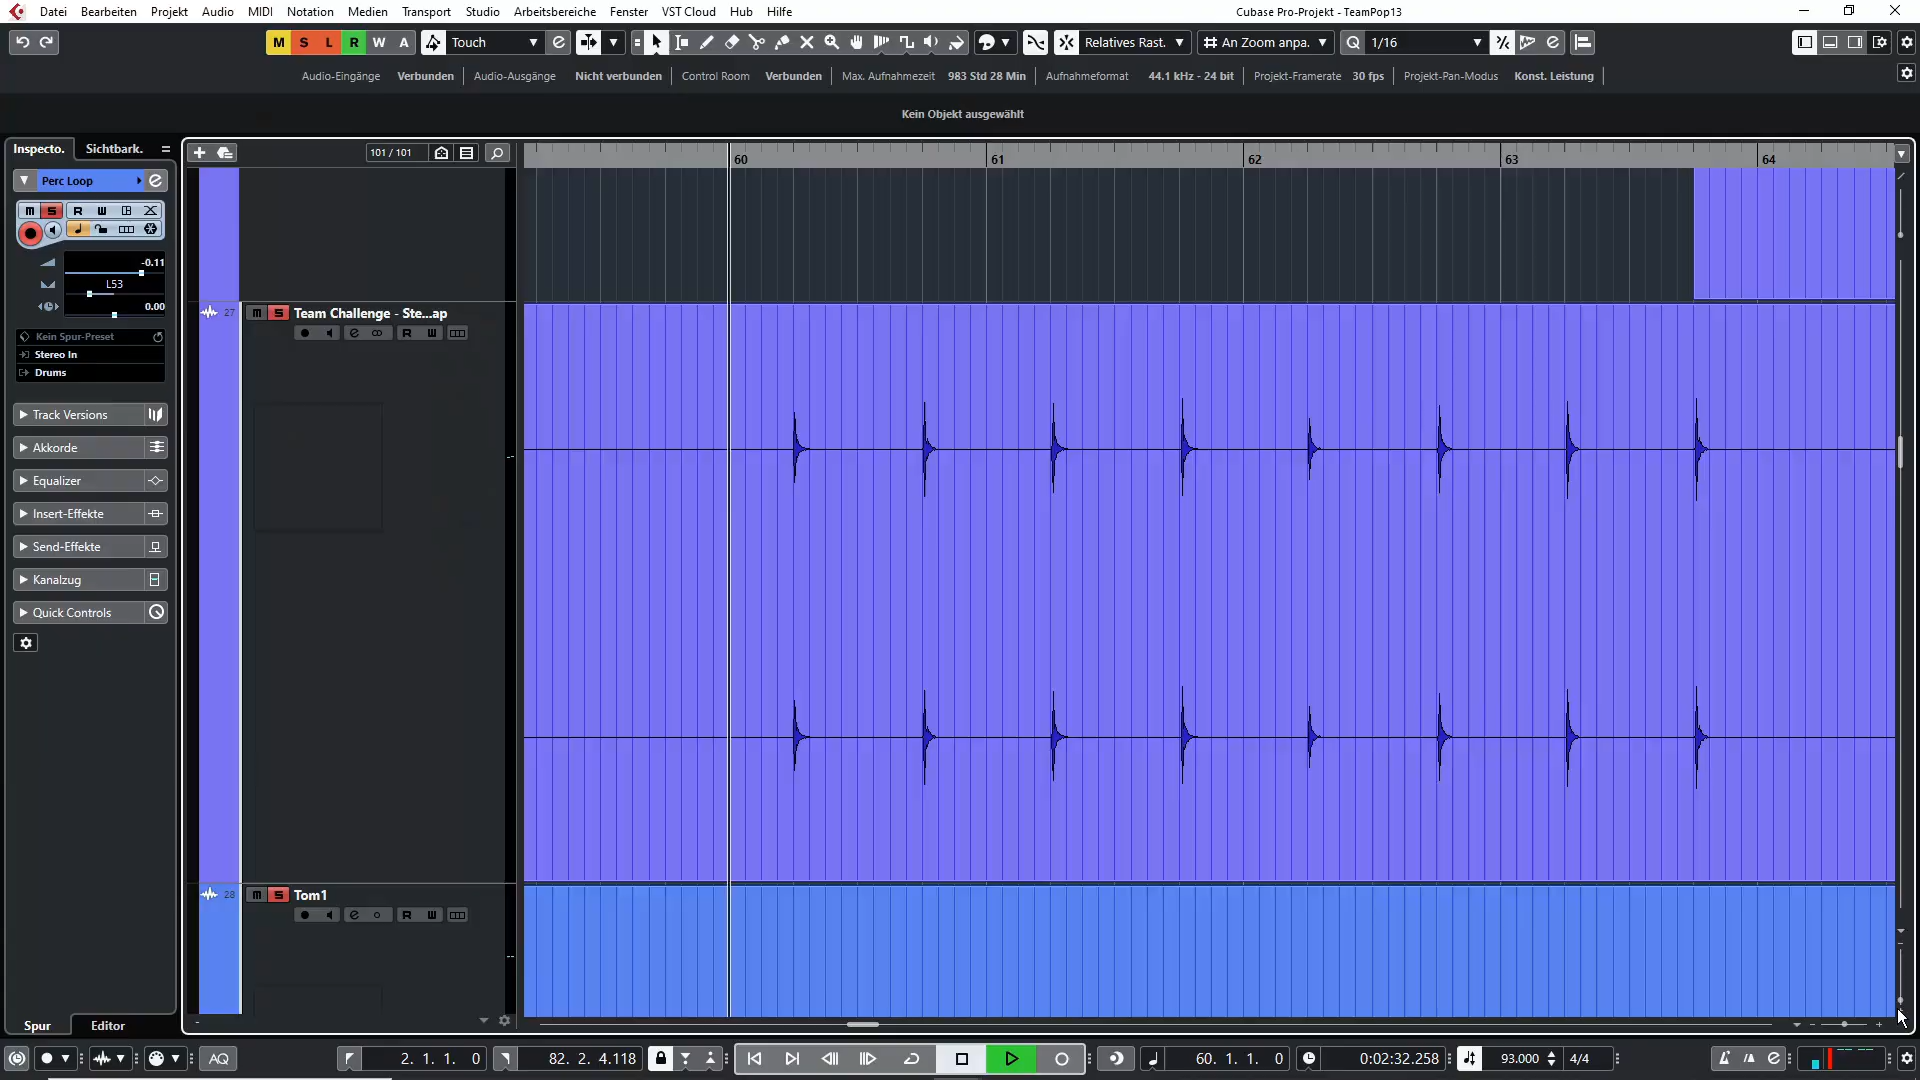 Datei Bearbeiten Projekt Audio MIDI Notation Medien Transport Studio Arbeitsbereiche Fenster VST Cloud Hub Hilfe Cubase Pro-Projekt - TeamPop13
M S L R W A Touch Relatives Rast. An Zoom anpa. Q 1/16
Audio-Eingänge Verbunden Audio-Ausgänge Nicht verbunden Control Room Verbunden Max. Aufnahmezeit 983 Std 28 Min Aufnahmeformat 44.1 kHz - 24 bit Projekt-Framerate 30 fps Projekt-Pan-Modus Konst. Leistung
Kein Objekt ausgewählt
Inspecto. Sichtbark. 101 / 101
60 61 62 63 64
Perc Loop
M S R W
-0.11
L53
0.00
Kein Spur-Preset
Stereo In
Drums
Track Versions
Akkorde
Equalizer
Insert-Effekte
Send-Effekte
Kanalzug
Quick Controls
27 M S Team Challenge - Ste...ap
R W
28 M S Tom1
R W
Spur Editor
AQ 2. 1. 1. 0 82. 2. 4.118 60. 1. 1. 0 0:02:32.258 93.000 4/4